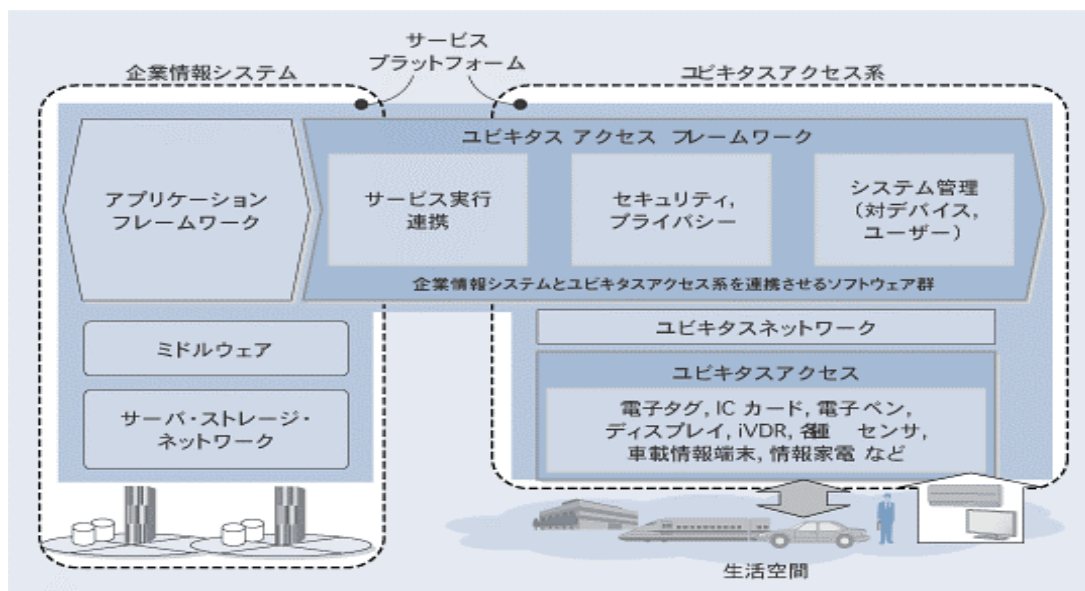 サービス
プラットフォーム
企業情報システム
ユビキタスアクセス系
ユビキタス アクセス フレームワーク
アプリケーション
フレームワーク
サービス実行
連携
セキュリティ,
プライバシー
システム管理
(対デバイス,
ユーザー)
企業情報システムとユビキタスアクセス系を連携させるソフトウェア群
ミドルウェア
サーバ・ストレージ・
ネットワーク
ユビキタスネットワーク
ユビキタスアクセス
電子タグ, IC カード, 電子ペン,
ディスプレイ, iVDR, 各種 センサ,
車載情報端末, 情報家電 など
生活空間